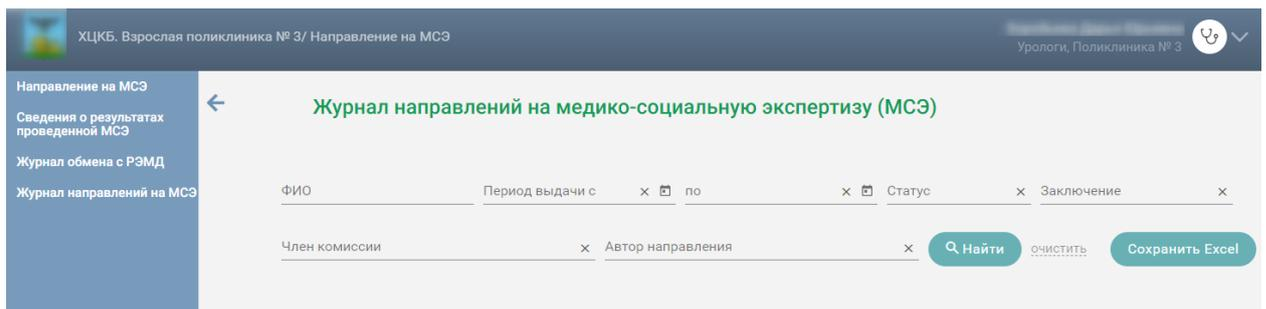 ХЦКБ. Взрослая поликлиника № 3/ Направление на МСЭ
Урологи, Поликлиника № 3
Направление на МСЭ
Сведения о результатах
проведенной МСЭ
Журнал обмена с РЭМД
Журнал направлений на МСЭ
Журнал направлений на медико-социальную экспертизу (МСЭ)
ФИО Период выдачи с по Статус Заключение
Член комиссии Автор направления Найти очистить Сохранить Excel